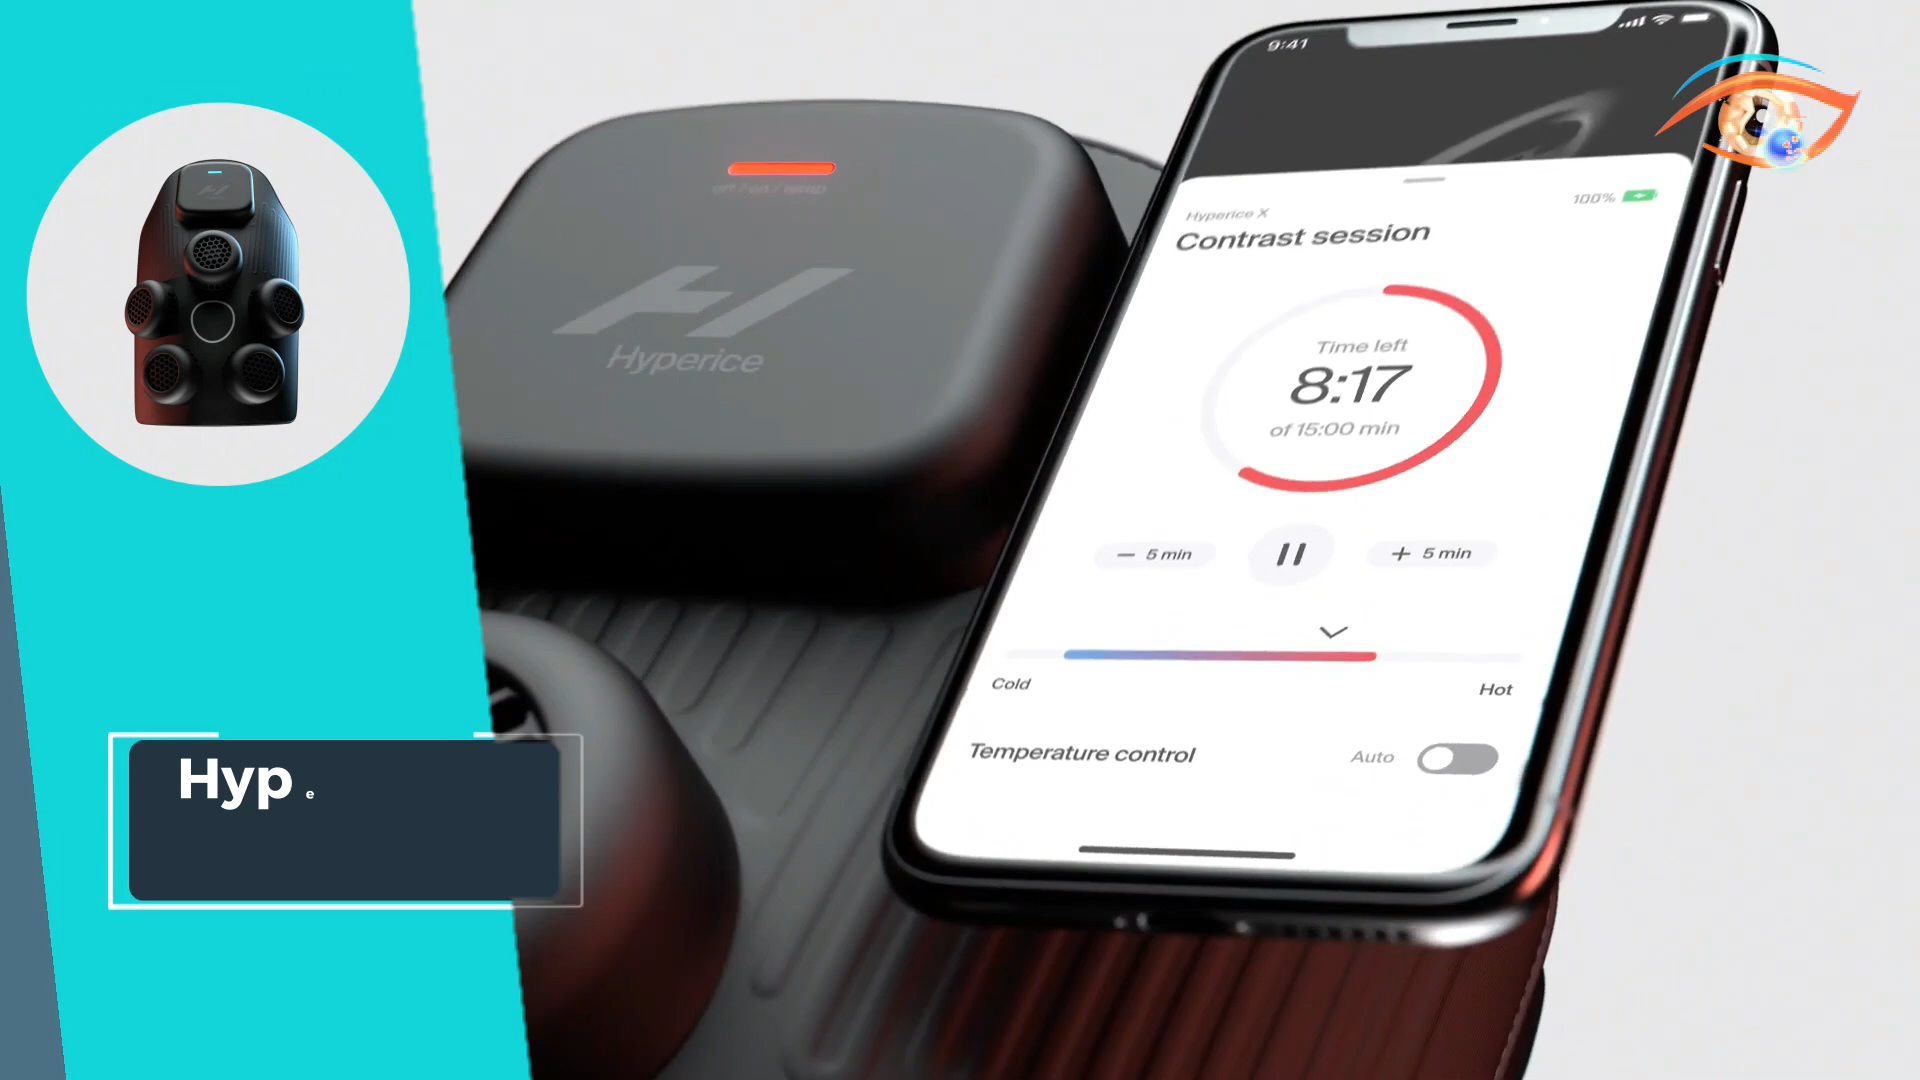 9:41
100%
Hyperice X
Contrast session
Time left
8:17
of 15:00 min
— 5 min
+ 5 min
Cold
Hot
Temperature control
Auto
Hyperice
Hyp e